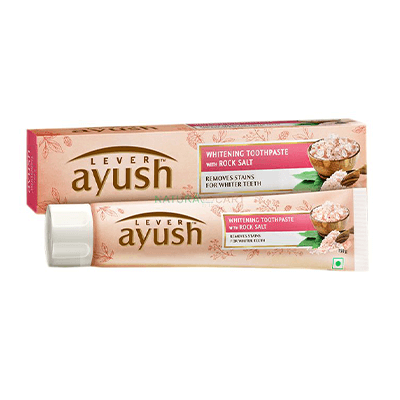 LEVER
ayush™
WHITENING TOOTHPASTE
WITH ROCK SALT
REMOVES STAINS
FOR WHITER TEETH
LEVER
ayush
WHITENING TOOTHPASTE
WITH ROCK SALT
REMOVES STAINS
FOR WHITER TEETH